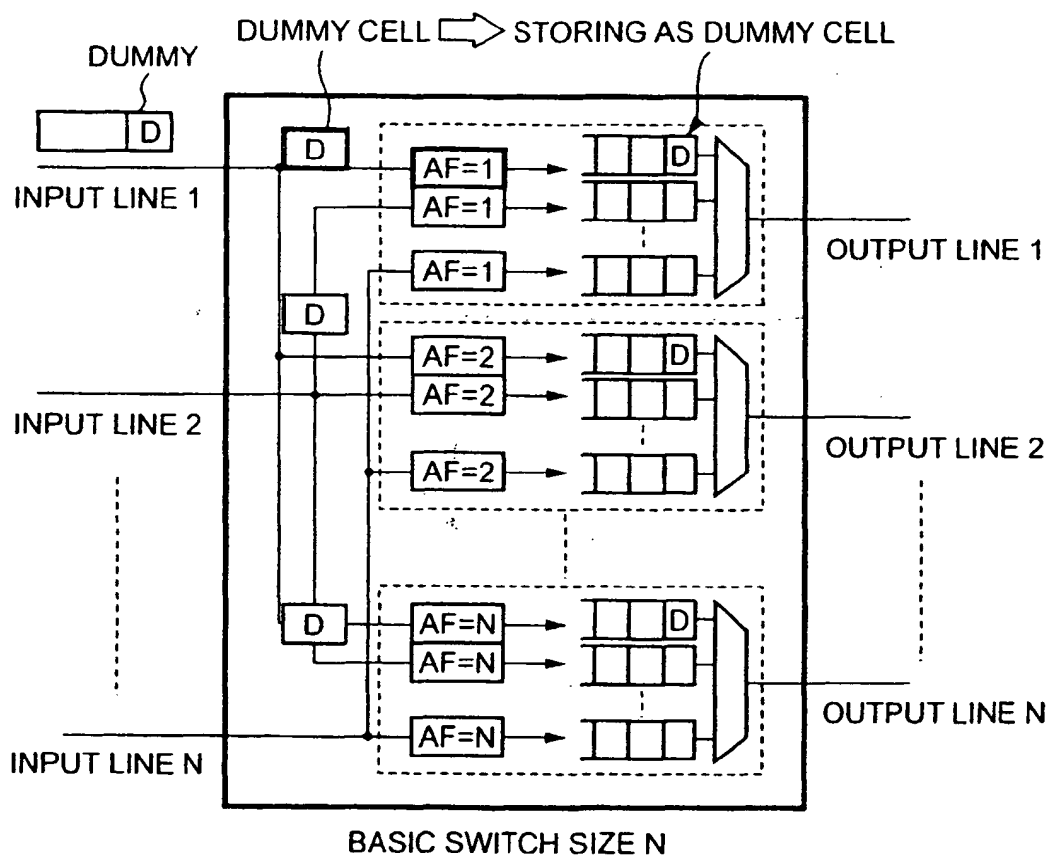 DUMMY CELL STORING AS DUMMY CELL
DUMMY
D
D
D
INPUT LINE 1
AF=1
AF=1
AF=1
OUTPUT LINE 1
D
AF=2
D
AF=2
INPUT LINE 2
AF=2
OUTPUT LINE 2
D
AF=N
D
AF=N
AF=N
INPUT LINE N
OUTPUT LINE N
BASIC SWITCH SIZE N